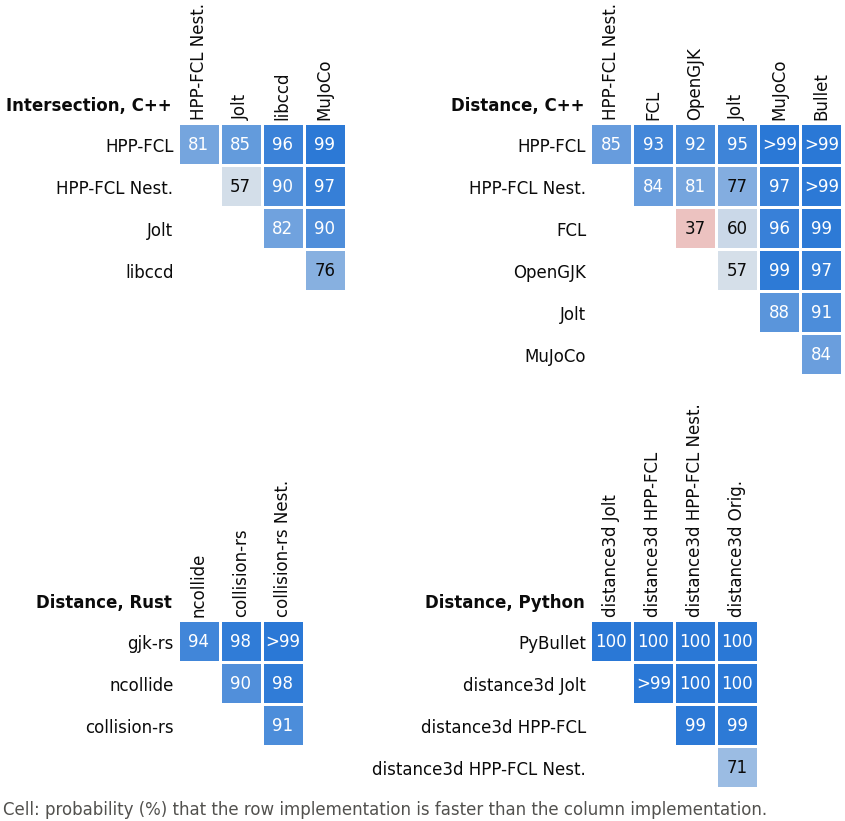 Intersection, C++
HPP-FCL Nest.
Jolt
libccd
MuJoCo
HPP-FCL 81 85 96 99
HPP-FCL Nest. 57 90 97
Jolt 82 90
libccd 76
Distance, C++
HPP-FCL Nest.
FCL
OpenGJK
Jolt
MuJoCo
Bullet
HPP-FCL 85 93 92 95 >99 >99
HPP-FCL Nest. 84 81 77 97 >99
FCL 37 60 96 99
OpenGJK 57 99 97
Jolt 88 91
MuJoCo 84
Distance, Rust
ncollide
collision-rs
collision-rs Nest.
gjk-rs 94 98 >99
ncollide 90 98
collision-rs 91
Distance, Python
distance3d Jolt
distance3d HPP-FCL
distance3d HPP-FCL Nest.
distance3d Orig.
PyBullet 100 100 100 100
distance3d Jolt >99 100 100
distance3d HPP-FCL 99 99
distance3d HPP-FCL Nest. 71
Cell: probability (%) that the row implementation is faster than the column implementation.